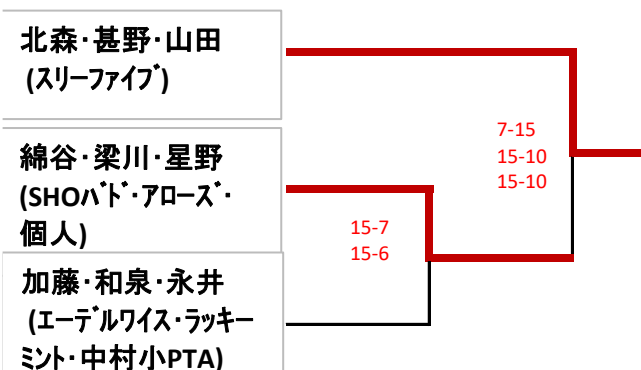 北森・甚野・山田
(ｽﾘｰﾌｧｲﾌﾞ)
7-15
15-10
15-10
綿谷・梁川・星野
(SHOﾊﾞﾄﾞ・ｱﾛｰｽﾞ・
個人)
15-7
15-6
加藤・和泉・永井
(ｴｰﾃﾞﾙﾜｲｽ・ﾗｯｷｰ
ﾐﾝﾄ・中村小PTA)